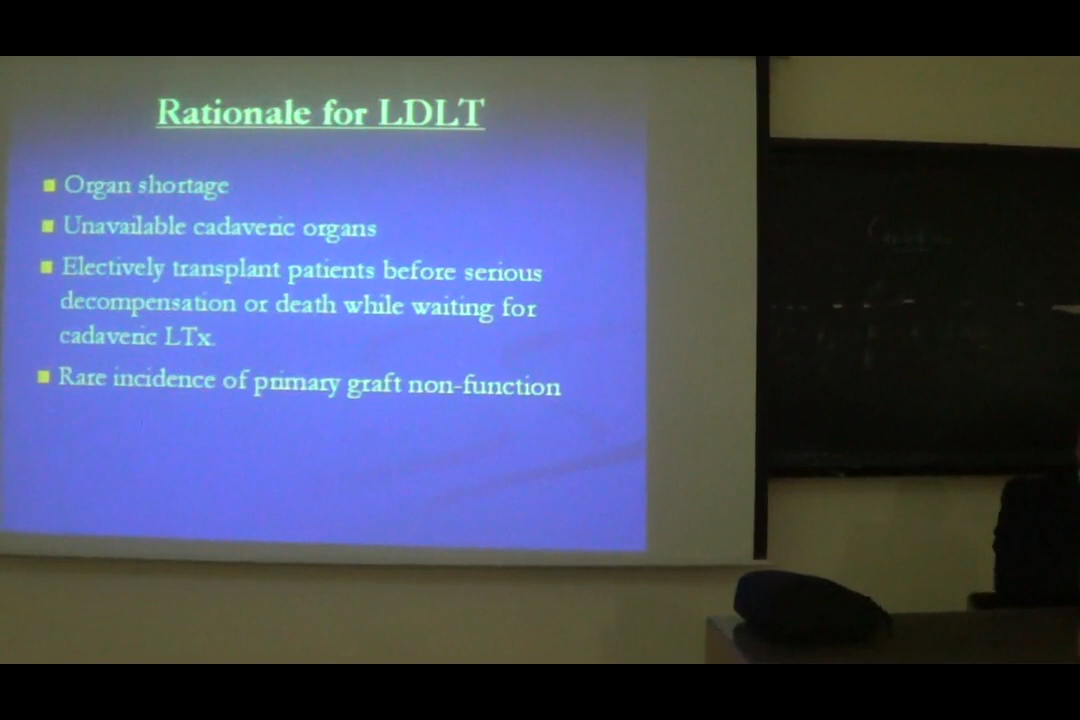 Rationale for LDLT
Organ shortage
Unavailable cadaveric organs
Electively transplant patients before serious
decompensation or death while waiting for
cadaveric LTx.
Rare incidence of primary graft non-function